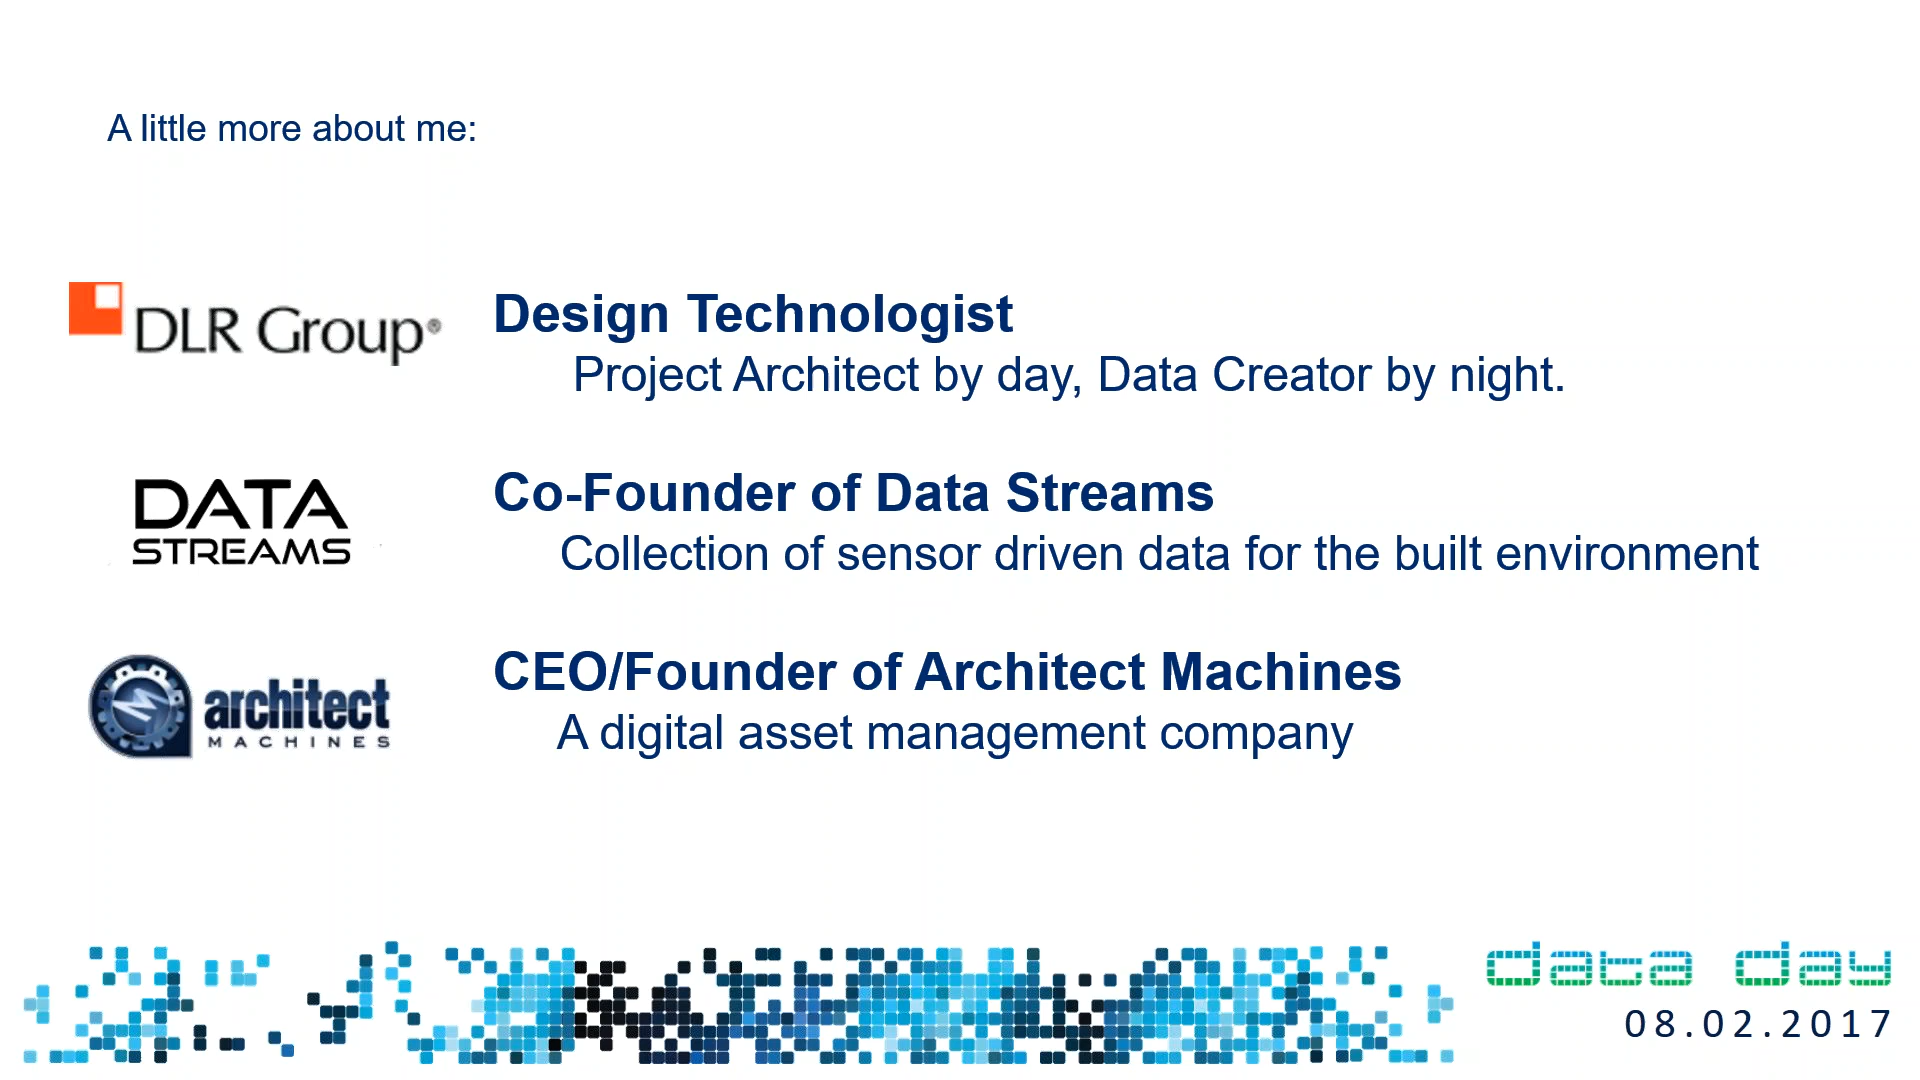 A little more about me:
DLR Group®
Design Technologist
Project Architect by day, Data Creator by night.
DATA
STREAMS
Co-Founder of Data Streams
Collection of sensor driven data for the built environment
architect
MACHINES
CEO/Founder of Architect Machines
A digital asset management company
data day
08.02.2017